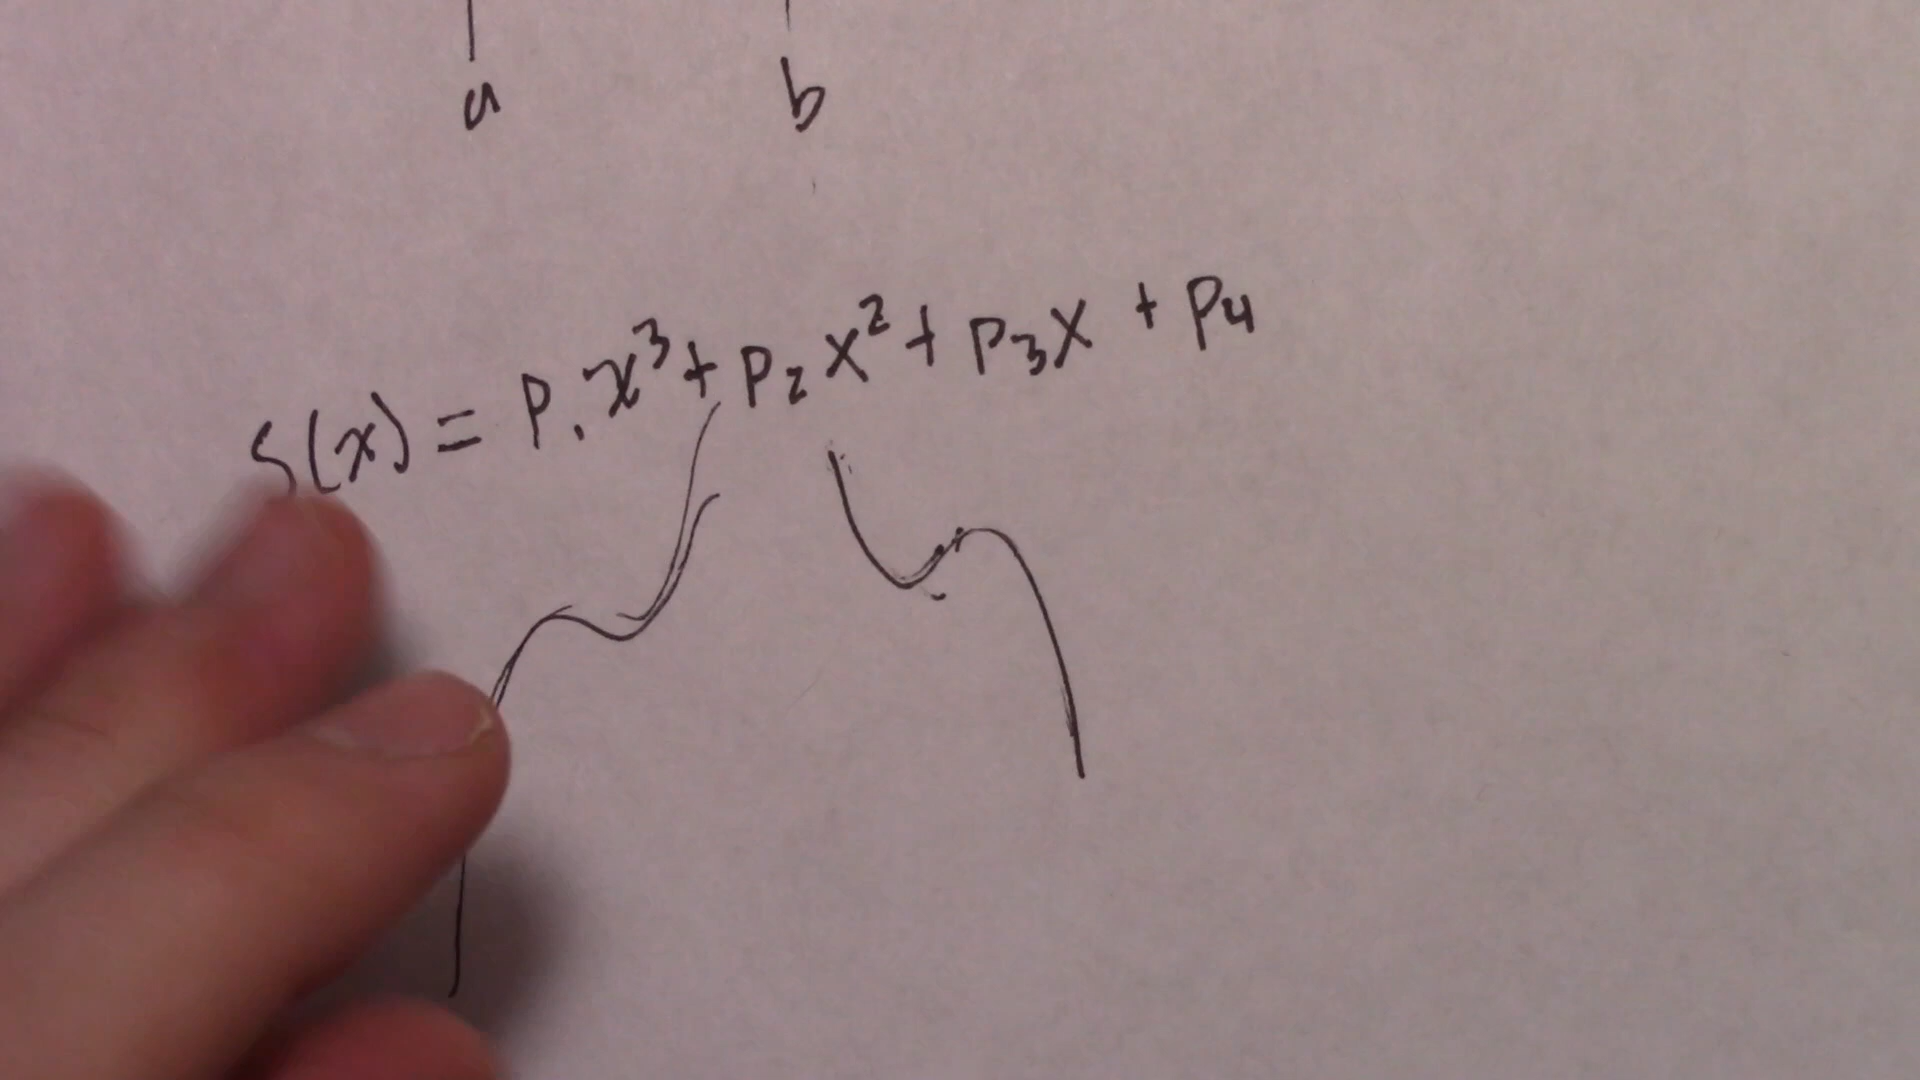 a b
S(x) = P₁x³ + P₂x² + P₃x + P₄